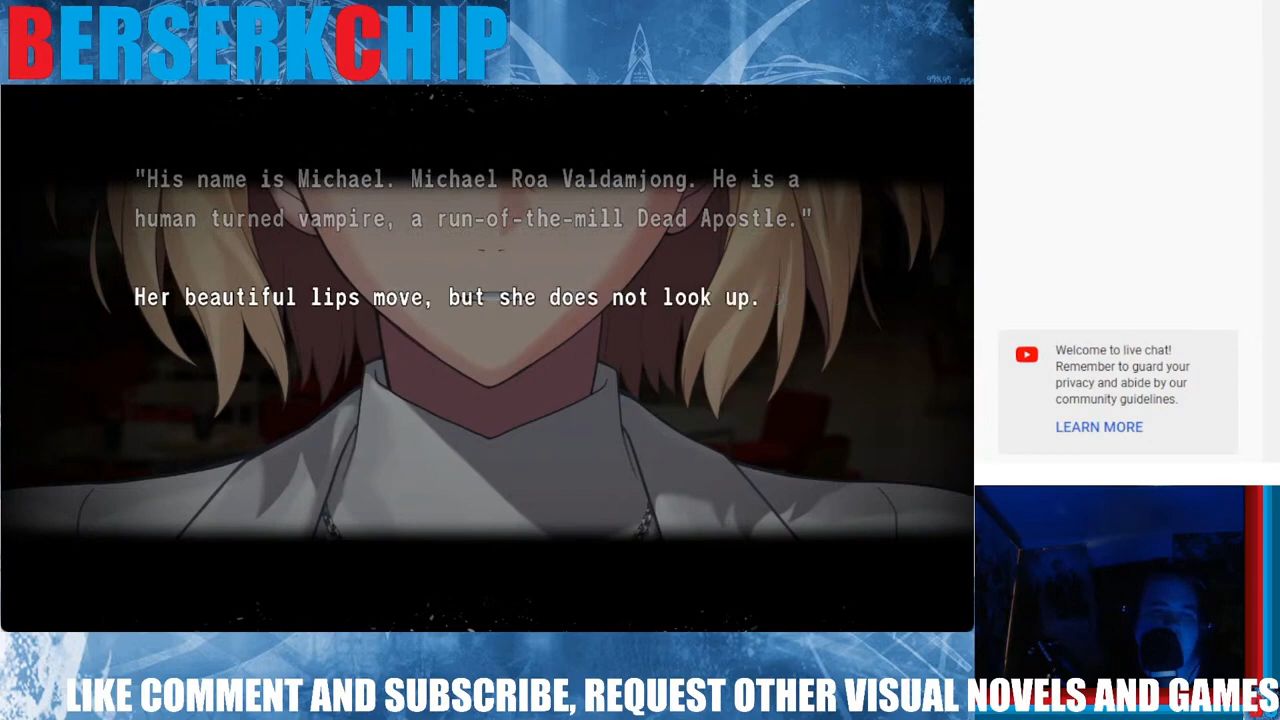 BERSERKCHIP
"His name is Michael. Michael Roa Valdamjong. He is a
human turned vampire, a run-of-the-mill Dead Apostle."
Her beautiful lips move, but she does not look up.
Welcome to live chat!
Remember to guard your
privacy and abide by our
community guidelines.
LEARN MORE
LIKE COMMENT AND SUBSCRIBE, REQUEST OTHER VISUAL NOVELS AND GAMES